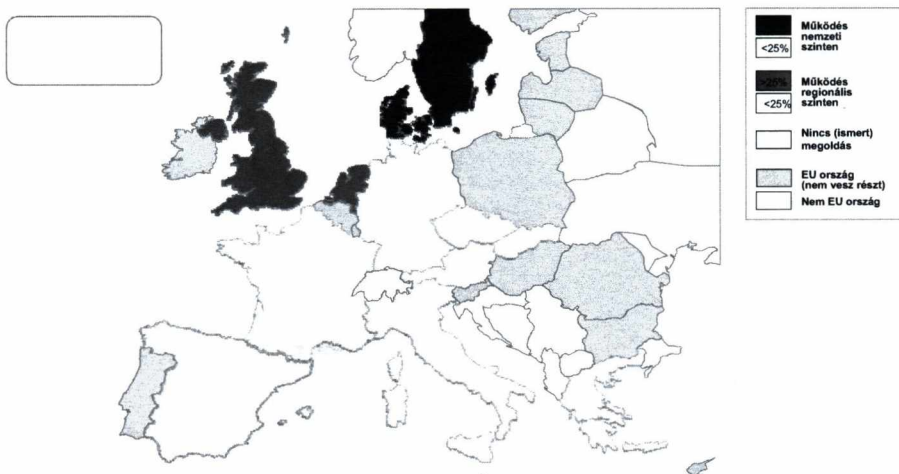 Működés
nemzeti
szinten
<25%
>25%
Működés
regionális
szinten
<25%
Nincs (ismert)
megoldás
EU ország
(nem vesz részt)
Nem EU ország